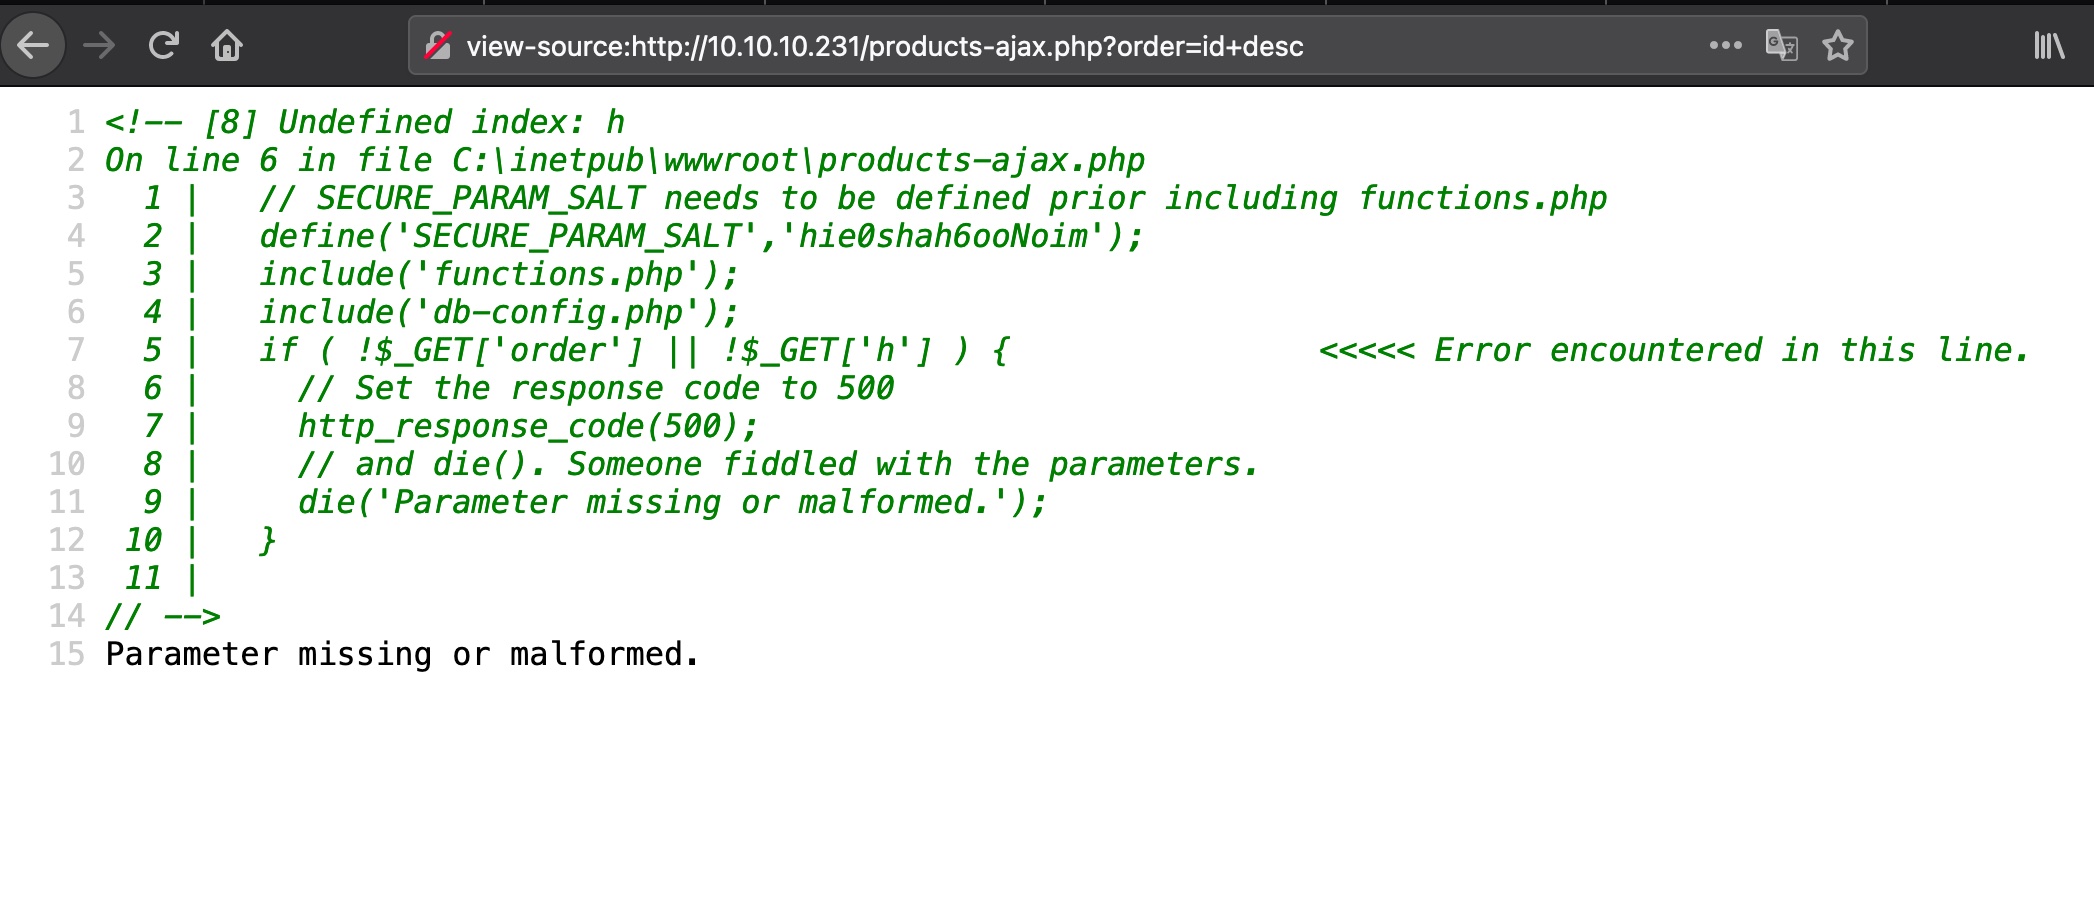 view-source:http://10.10.10.231/products-ajax.php?order=id+desc
1 <!-- [8] Undefined index: h
2 On line 6 in file C:\inetpub\wwwroot\products-ajax.php
3 1 | // SECURE_PARAM_SALT needs to be defined prior including functions.php
4 2 | define('SECURE_PARAM_SALT','hie0shah6ooNoim');
5 3 | include('functions.php');
6 4 | include('db-config.php');
7 5 | if ( !$_GET['order'] || !$_GET['h'] ) { <<<<< Error encountered in this line.
8 6 | // Set the response code to 500
9 7 | http_response_code(500);
10 8 | // and die(). Someone fiddled with the parameters.
11 9 | die('Parameter missing or malformed.');
12 10 | }
13 11 |
14 // -->
15 Parameter missing or malformed.